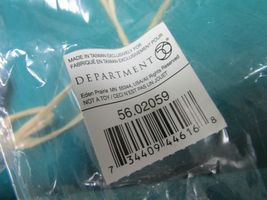 MADE IN TAIWAN EXCLUSIVELY FOR
FABRIQUÉ EN TAIWAN EXCLUSIVEMENT POUR
DEPARTMENT 56
Eden Prairie, MN 55344, USA/All Rights Reserved
NOT A TOY / CECI N'EST PAS UN JOUET
56.02059
7 34409 44616 8